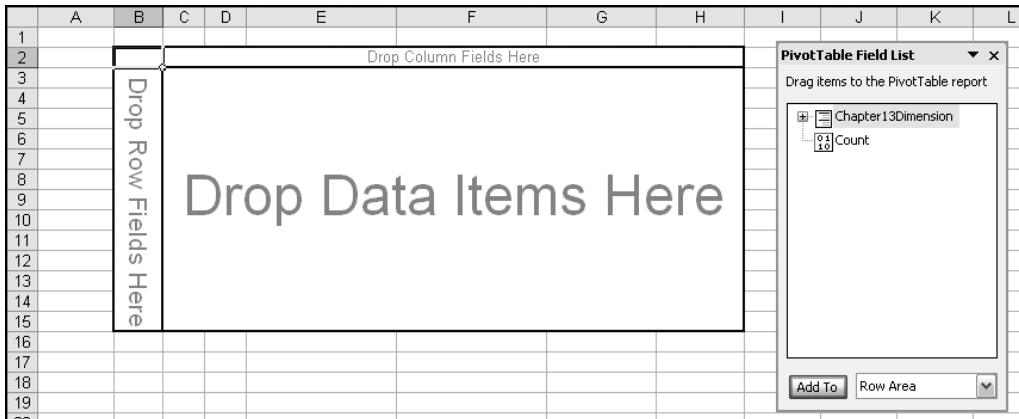 A B C D E F G H I J K L
1
2 Drop Column Fields Here
3
4
5
6
7
8
9
10
11
12
13
14
15
16
17
18
19
Drop Row Fields Here
Drop Data Items Here
PivotTable Field List
Drag items to the PivotTable report
Chapter13Dimension
01
10 Count
Add To Row Area